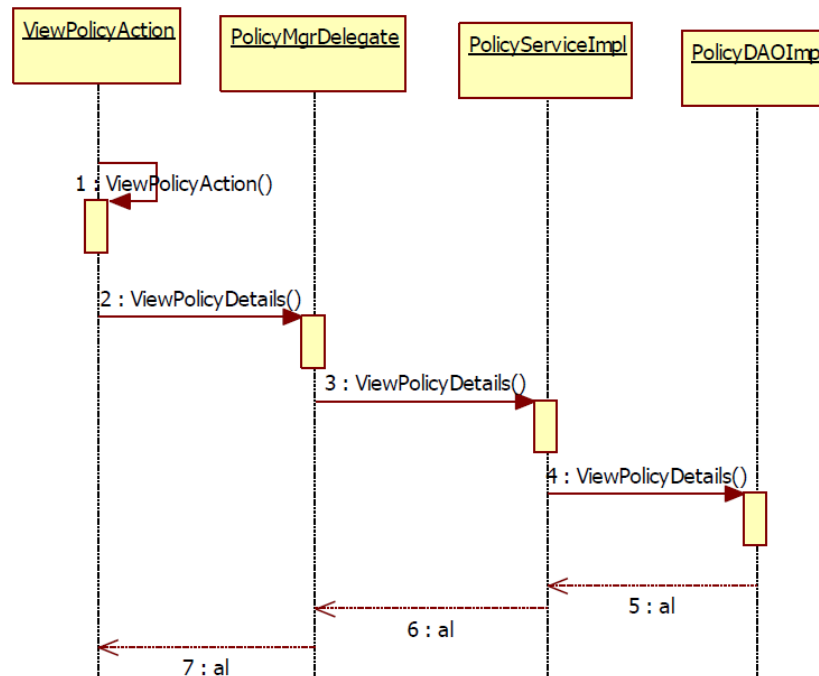 ViewPolicyAction
PolicyMgrDelegate
PolicyServiceImpl
PolicyDAOImp
1 : ViewPolicyAction()
2 : ViewPolicyDetails()
3 : ViewPolicyDetails()
4 : ViewPolicyDetails()
5 : al
6 : al
7 : al